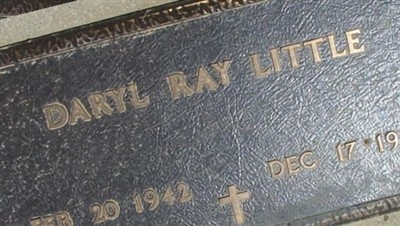 DARYL RAY LITTLE
FEB 20 1942 DEC 17 19